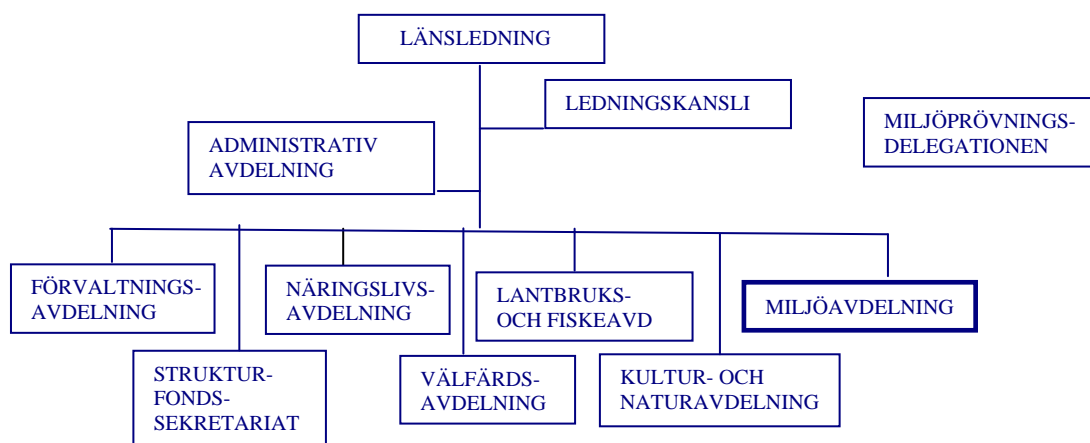 LÄNSLEDNING
LEDNINGSKANSLI
MILJÖPRÖVNINGS-
DELEGATIONEN
ADMINISTRATIV
AVDELNING
FÖRVALTNINGS-
AVDELNING
NÄRINGSLIVS-
AVDELNING
LANTBRUKS-
OCH FISKEAVD
MILJÖAVDELNING
STRUKTUR-
FONDS-
SEKRETARIAT
VÄLFÄRDS-
AVDELNING
KULTUR- OCH
NATURAVDELNING